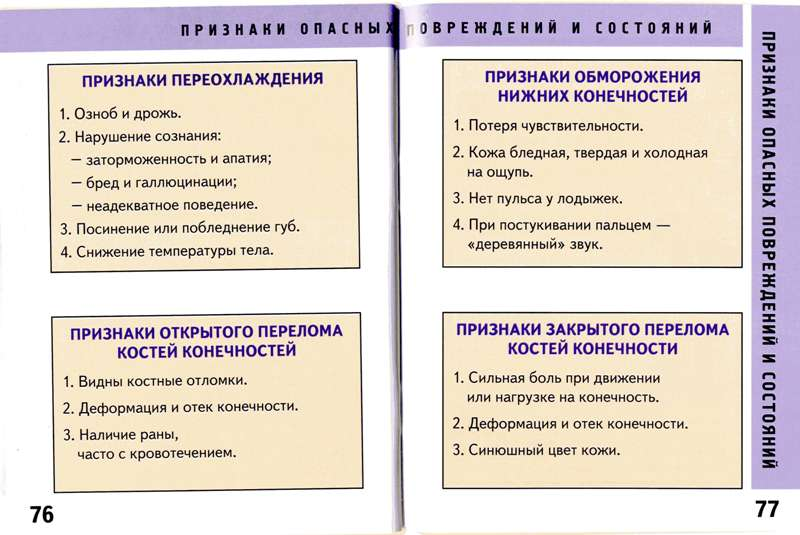 ПРИЗНАКИ ОПАСНЫХ ПОВРЕЖДЕНИЙ И СОСТОЯНИЙ
ПРИЗНАКИ ПЕРЕОХЛАЖДЕНИЯ
1. Озноб и дрожь.
2. Нарушение сознания:
– заторможенность и апатия;
– бред и галлюцинации;
– неадекватное поведение.
3. Посинение или побледнение губ.
4. Снижение температуры тела.
ПРИЗНАКИ ОТКРЫТОГО ПЕРЕЛОМА
КОСТЕЙ КОНЕЧНОСТЕЙ
1. Видны костные отломки.
2. Деформация и отек конечности.
3. Наличие раны,
часто с кровотечением.
76
ПРИЗНАКИ ОБМОРОЖЕНИЯ
НИЖНИХ КОНЕЧНОСТЕЙ
1. Потеря чувствительности.
2. Кожа бледная, твердая и холодная
на ощупь.
3. Нет пульса у лодыжек.
4. При постукивании пальцем —
«деревянный» звук.
ПРИЗНАКИ ЗАКРЫТОГО ПЕРЕЛОМА
КОСТЕЙ КОНЕЧНОСТИ
1. Сильная боль при движении
или нагрузке на конечность.
2. Деформация и отек конечности.
3. Синюшный цвет кожи.
77
ПРИЗНАКИ ОПАСНЫХ ПОВРЕЖДЕНИЙ И СОСТОЯНИЙ